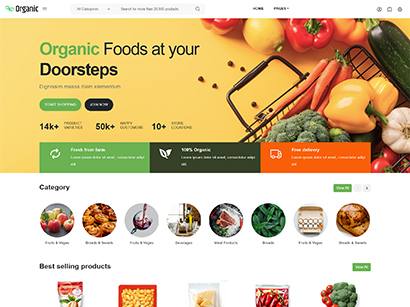 Organic
All Categories
Search for more than 20,000 products
HOME
PAGES
Organic Foods at your
Doorsteps
Dignissim massa diam elementum.
START SHOPPING
JOIN NOW
14k+
PRODUCT
VARIETIES
50k+
HAPPY
CUSTOMERS
10+
STORE
LOCATIONS
Fresh from farm
Lorem ipsum dolor sit amet, consectetur adipi
elit.
100% Organic
Lorem ipsum dolor sit amet, consectetur adipi
elit.
Free delivery
Lorem ipsum dolor sit amet, consectetur adipi
elit.
Category
View All
Fruits & Veges
Breads & Sweets
Fruits & Veges
Beverages
Meat Products
Breads
Fruits & Veges
Breads & Sweets
Best selling products
View All